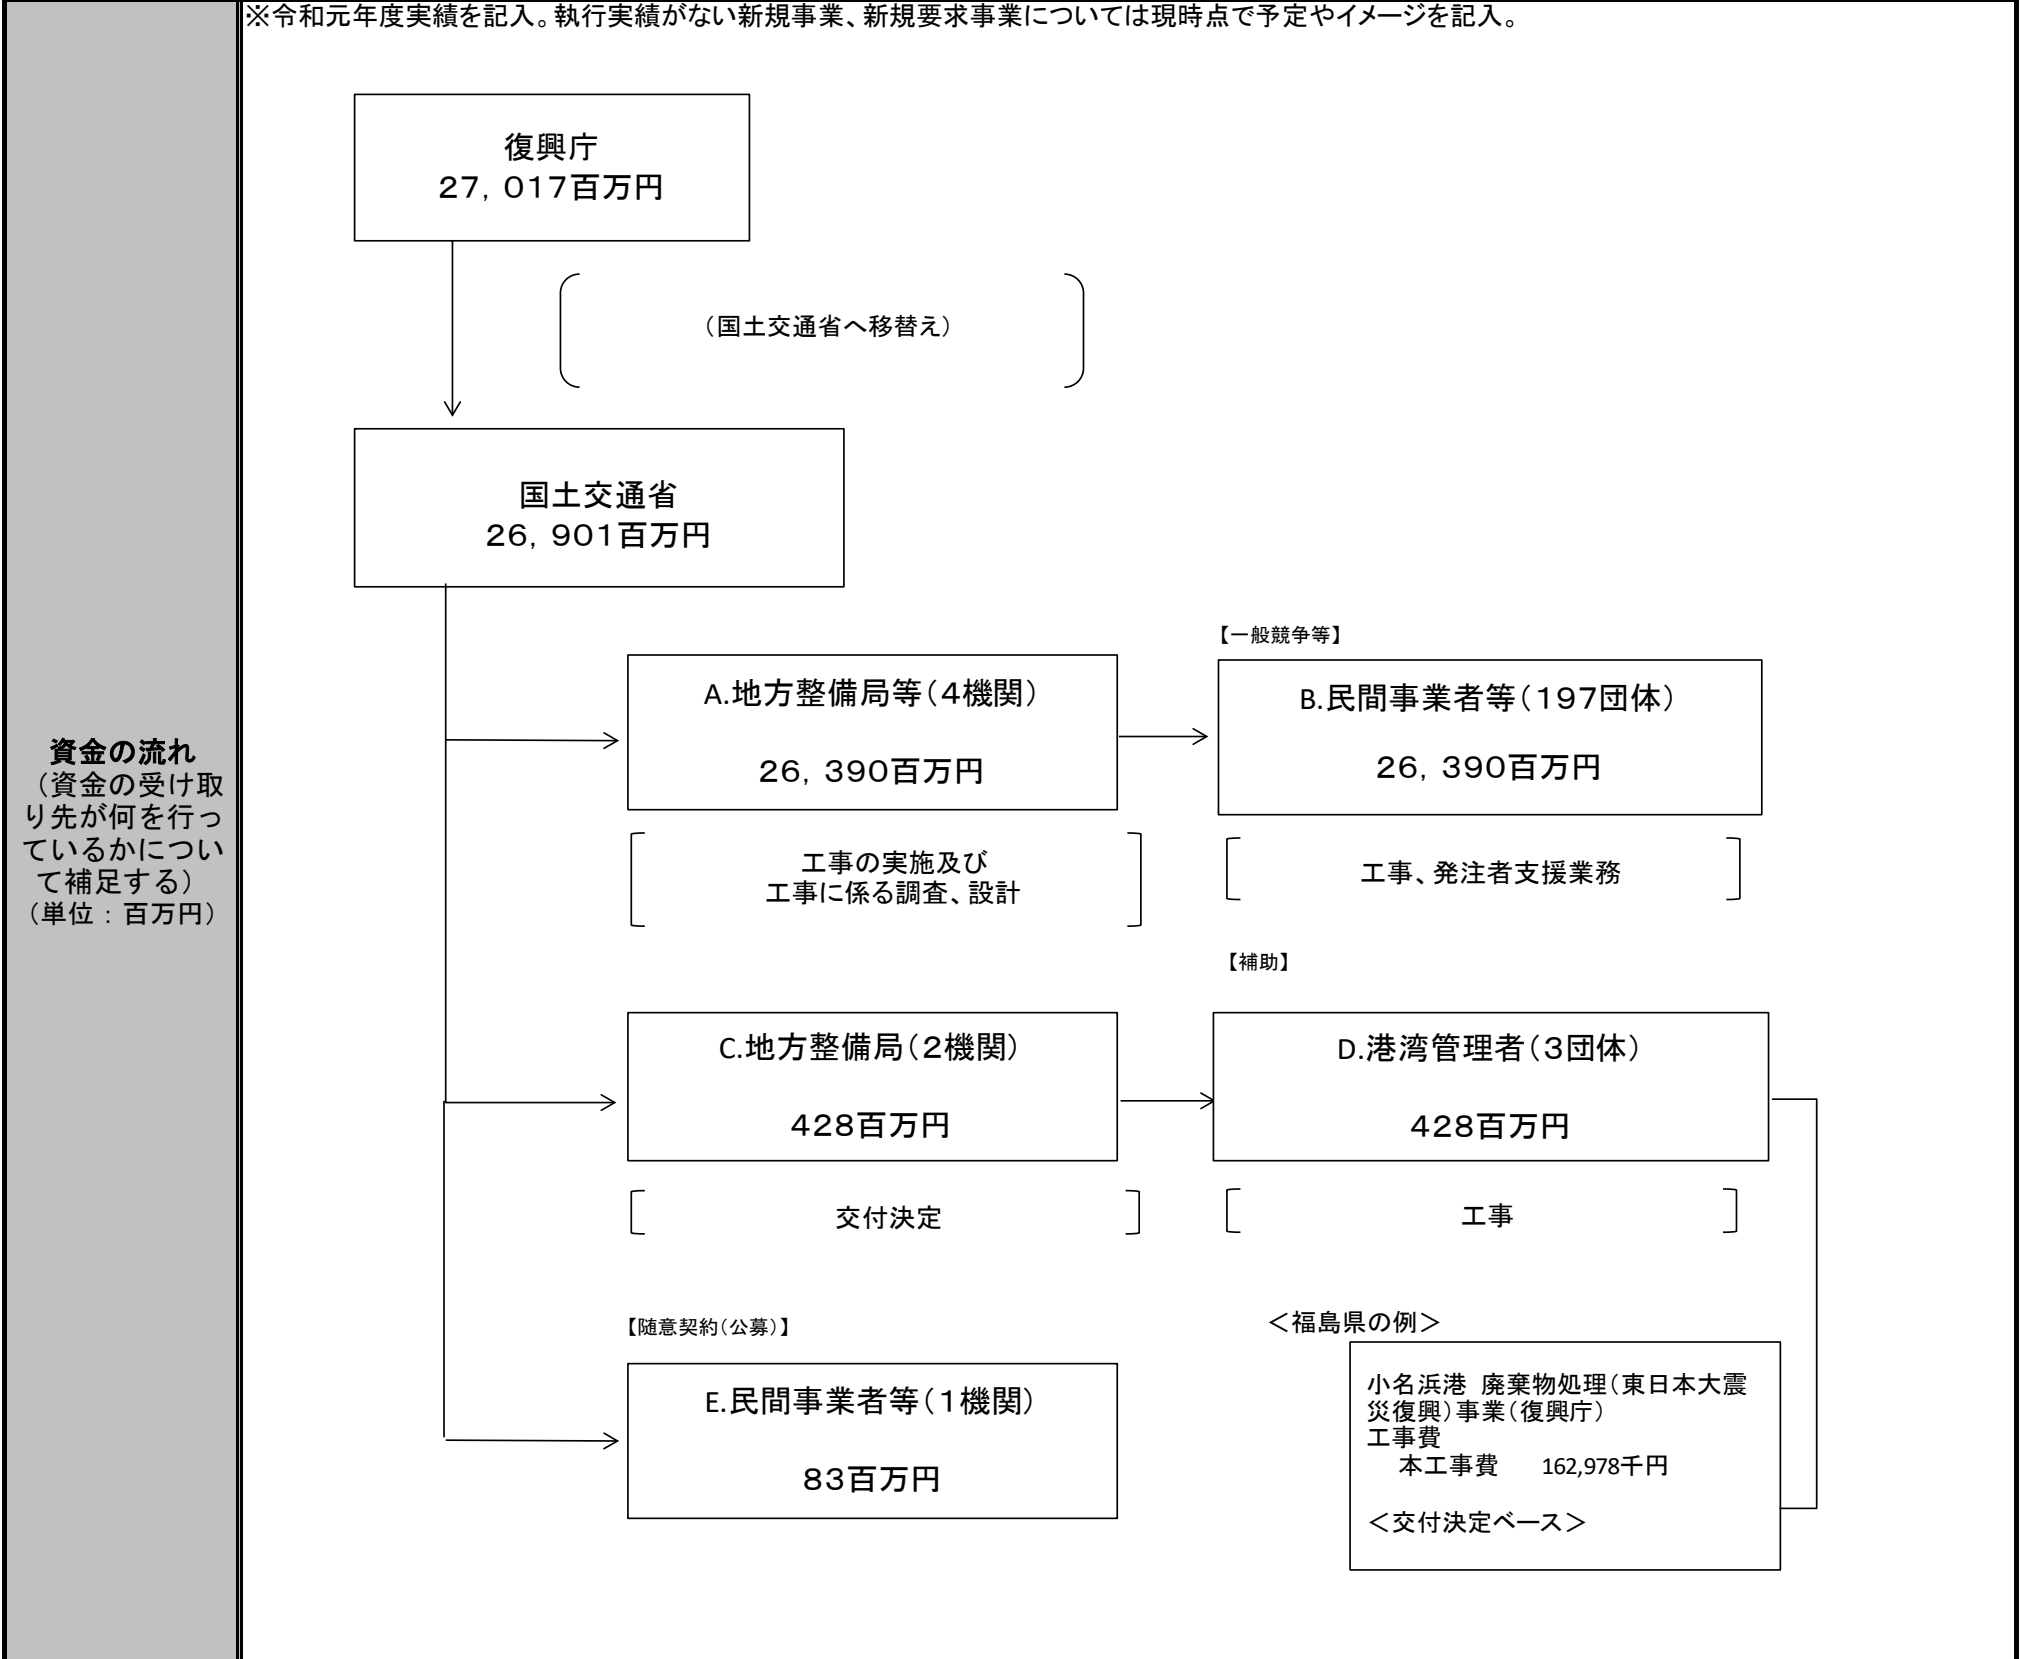 ※令和元年度実績を記入。執行実績がない新規事業、新規要求事業については現時点で予定やイメージを記入。
資金の流れ
（資金の受け取
り先が何を行っ
ているかについ
て補足する）
（単位：百万円）
復興庁
２７，０１７百万円
（国土交通省へ移替え）
国土交通省
２６，９０１百万円
A.地方整備局等（４機関）
２６，３９０百万円
工事の実施及び
工事に係る調査、設計
【一般競争等】
B.民間事業者等（１９７団体）
２６，３９０百万円
工事、発注者支援業務
C.地方整備局（２機関）
４２８百万円
交付決定
【補助】
D.港湾管理者（３団体）
４２８百万円
工事
【随意契約（公募）】
E.民間事業者等（１機関）
８３百万円
＜福島県の例＞
小名浜港 廃棄物処理（東日本大震
災復興）事業（復興庁）
工事費
本工事費 162,978千円
＜交付決定ベース＞